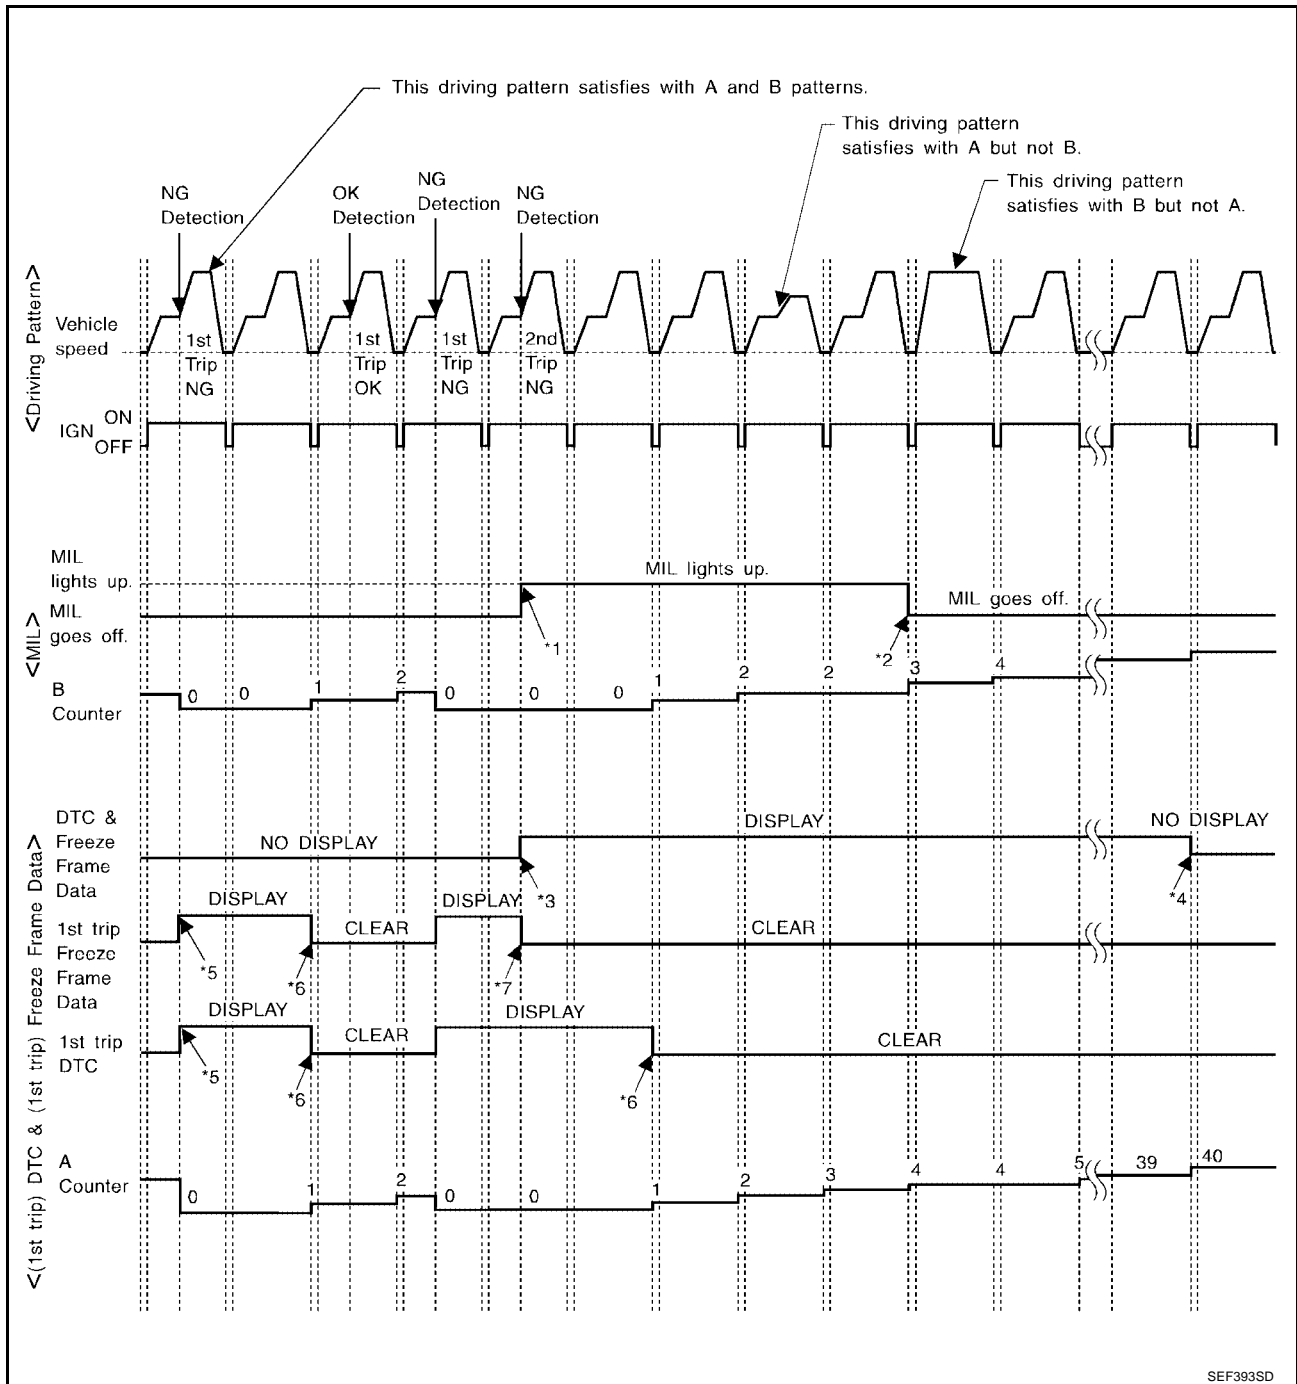 This driving pattern satisfies with A and B patterns.
This driving pattern
satisfies with A but not B.
This driving pattern
satisfies with B but not A.
NG
Detection
OK
Detection
NG
Detection
NG
Detection
<Driving Pattern>
Vehicle
speed
1st
Trip
NG
1st
Trip
OK
1st
Trip
NG
2nd
Trip
NG
IGN
ON
OFF
<MIL>
MIL
lights up.
MIL
goes off.
MIL lights up.
MIL goes off.
*1
*2
B
Counter
0 0 1 2 0 0 0 1 2 2 3 4
<(1st trip) DTC & (1st trip) Freeze Frame Data>
DTC &
Freeze
Frame
Data
NO DISPLAY
DISPLAY
NO DISPLAY
*3
*4
1st trip
Freeze
Frame
Data
DISPLAY
CLEAR
DISPLAY
CLEAR
*5
*6
*7
1st trip
DTC
DISPLAY
CLEAR
DISPLAY
CLEAR
*5
*6
*6
A
Counter
0 1 2 0 0 1 2 3 4 4 5 39 40
SEF393SD